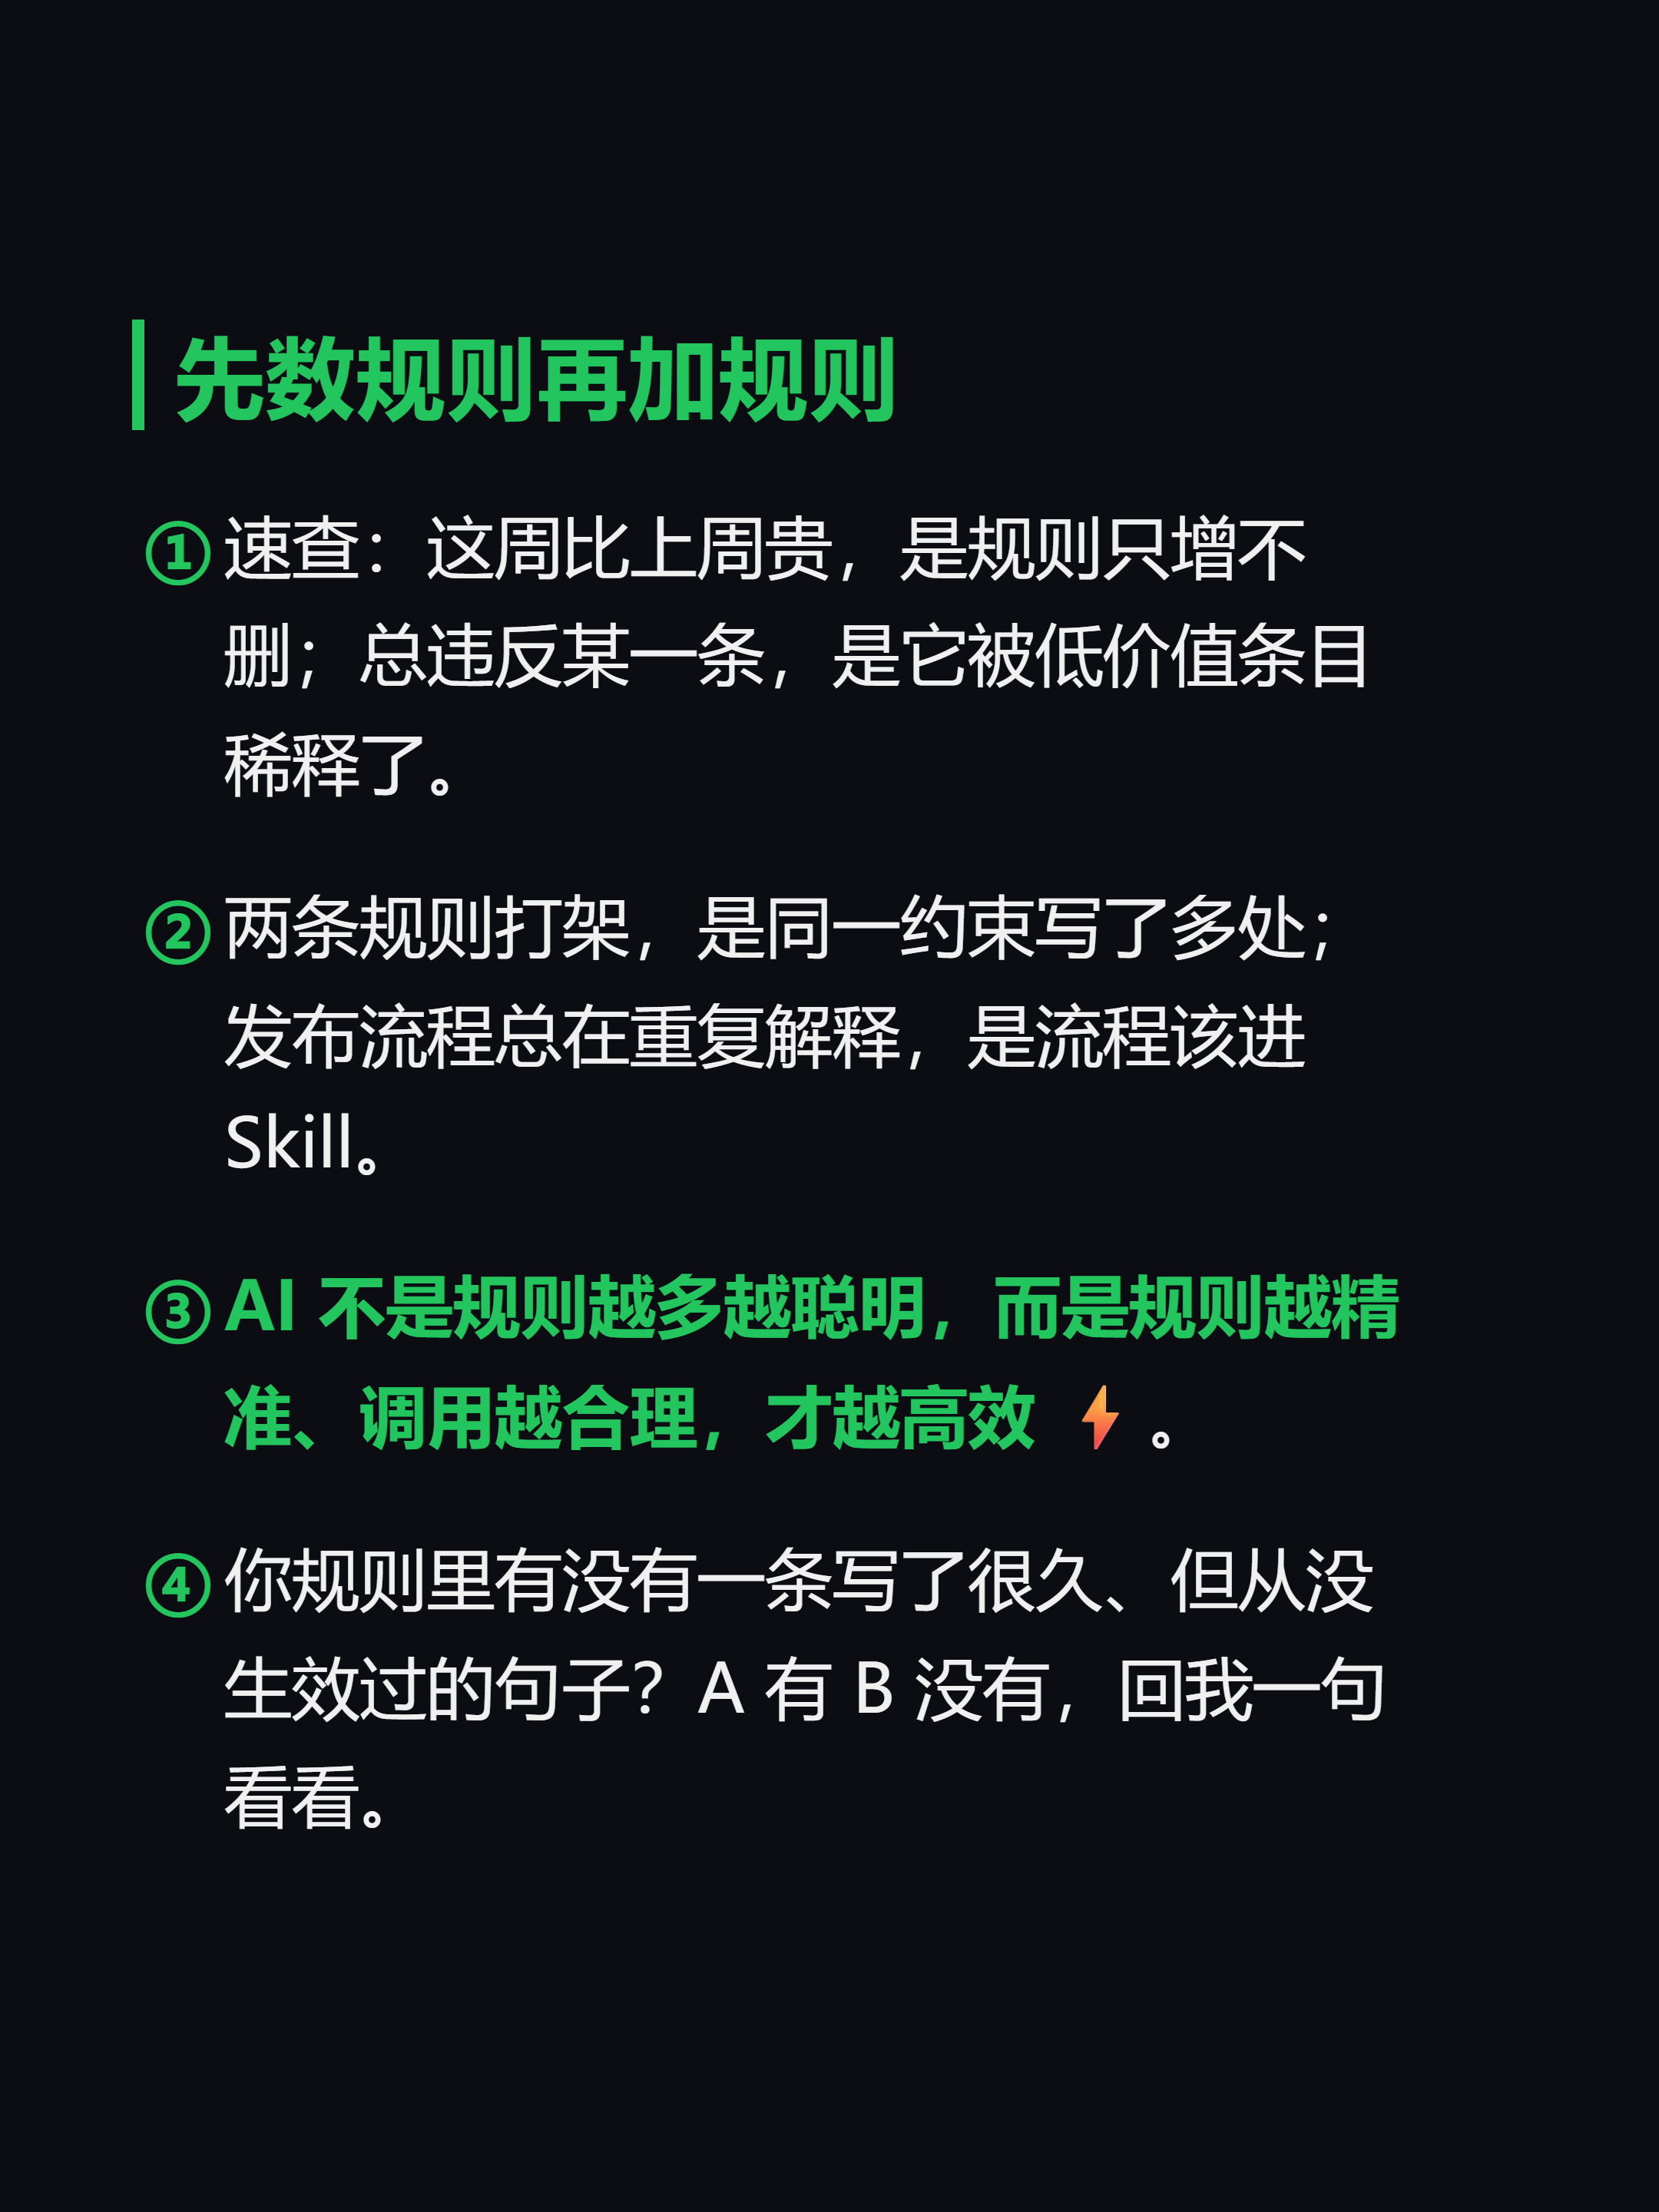 先数规则再加规则
① 速查：这周比上周贵，是规则只增不
删；总违反某一条，是它被低价值条目
稀释了。
② 两条规则打架，是同一约束写了多处；
发布流程总在重复解释，是流程该进
Skill。
③ AI 不是规则越多越聪明，而是规则越精
准、调用越合理，才越高效 ⚡。
④ 你规则里有没有一条写了很久、但从没
生效过的句子？A 有 B 没有，回我一句
看看。